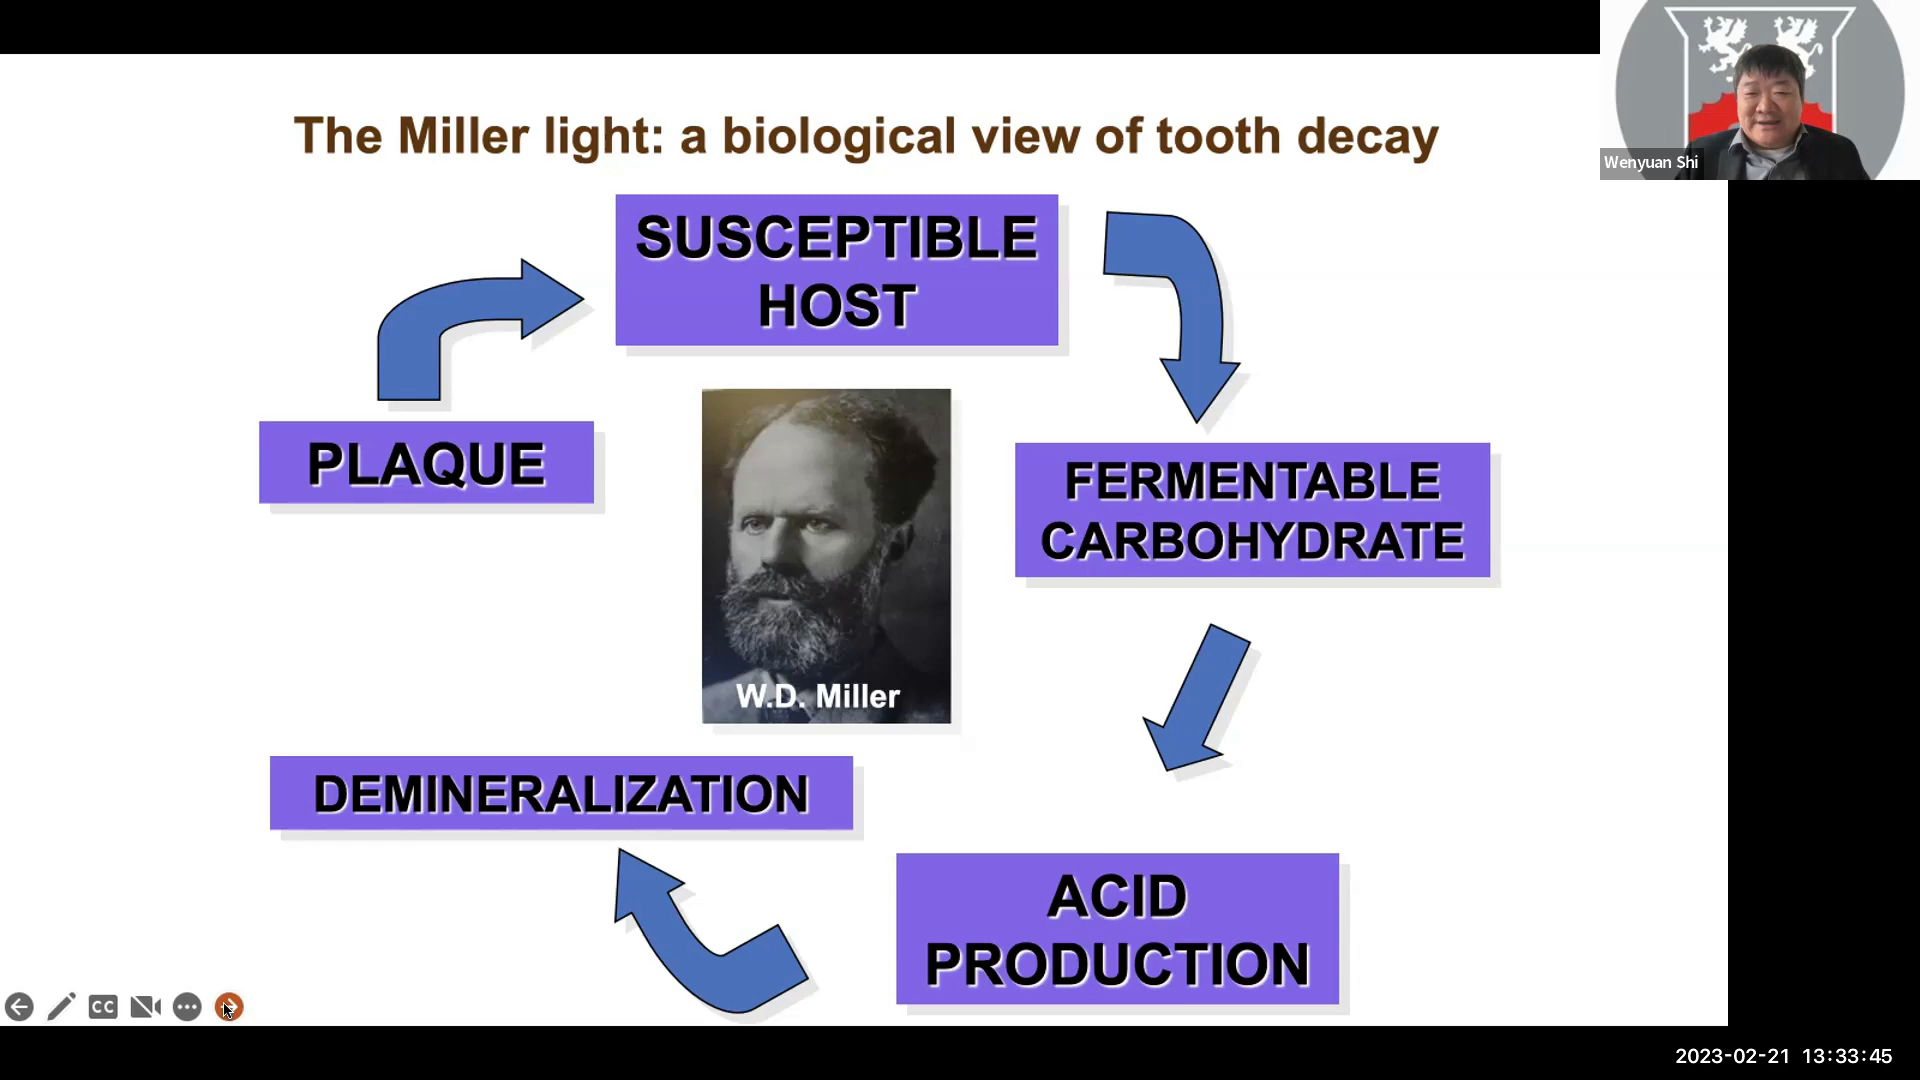 The Miller light: a biological view of tooth decay
Wenyuan Shi
SUSCEPTIBLE
HOST
PLAQUE
FERMENTABLE
CARBOHYDRATE
W.D. Miller
DEMINERALIZATION
ACID
PRODUCTION
CC
2023-02-21 13:33:45